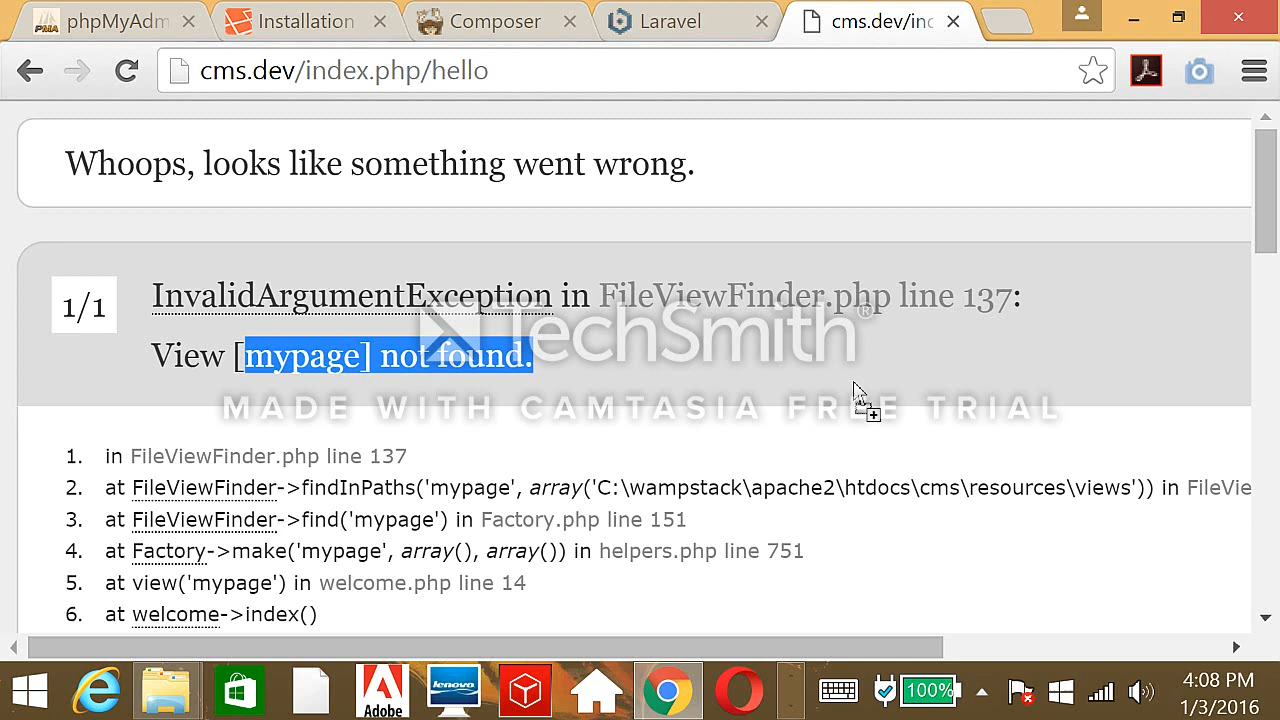 phpMyAdm
Installation
Composer
Laravel
cms.dev/ind
cms.dev/index.php/hello
Whoops, looks like something went wrong.
1/1
InvalidArgumentException in FileViewFinder.php line 137:
View [mypage] not found.
TechSmith®
MADE WITH CAMTASIA FREE TRIAL
1. in FileViewFinder.php line 137
2. at FileViewFinder->findInPaths('mypage', array('C:\wampstack\apache2\htdocs\cms\resources\views')) in FileVie
3. at FileViewFinder->find('mypage') in Factory.php line 151
4. at Factory->make('mypage', array(), array()) in helpers.php line 751
5. at view('mypage') in welcome.php line 14
6. at welcome->index()
PMA
Adobe
lenovo
100%
4:08 PM
1/3/2016